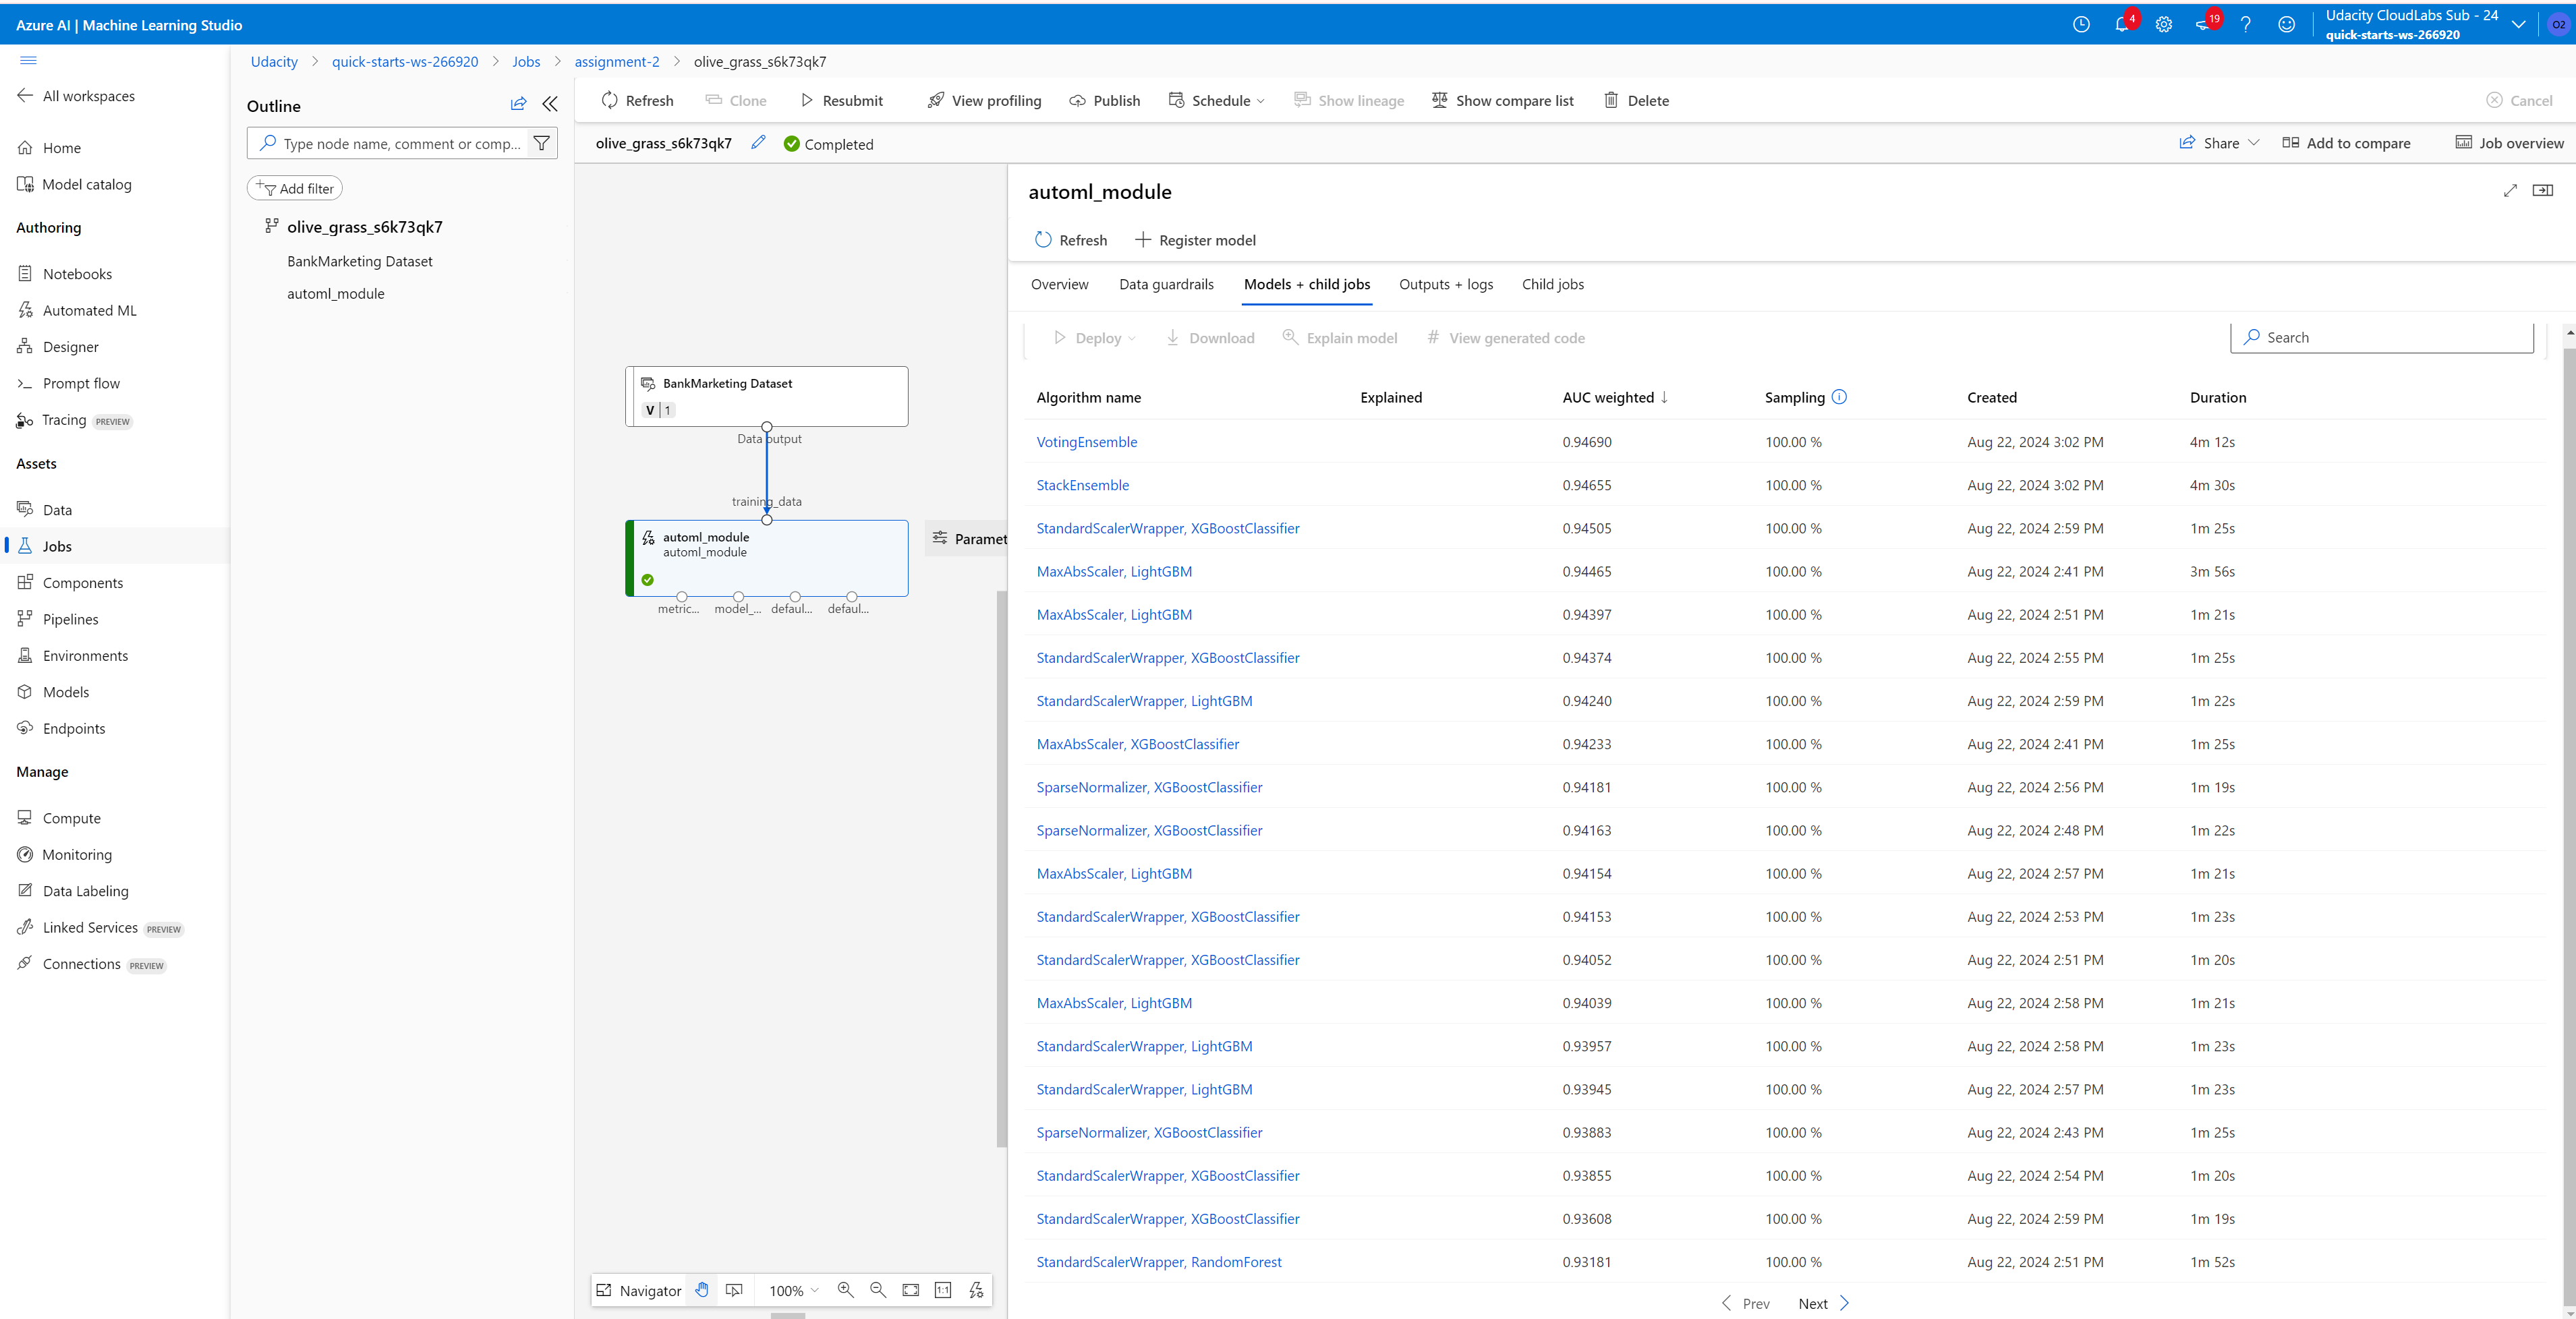 Azure AI | Machine Learning Studio
4
19
Udacity CloudLabs Sub - 24
quick-starts-ws-266920
O2
All workspaces
Home
Model catalog
Authoring
Notebooks
Automated ML
Designer
Prompt flow
Tracing PREVIEW
Assets
Data
Jobs
Components
Pipelines
Environments
Models
Endpoints
Manage
Compute
Monitoring
Data Labeling
Linked Services PREVIEW
Connections PREVIEW
Udacity > quick-starts-ws-266920 > Jobs > assignment-2 > olive_grass_s6k73qk7
Outline
Type node name, comment or comp...
Add filter
olive_grass_s6k73qk7
BankMarketing Dataset
automl_module
Refresh Clone Resubmit View profiling Publish Schedule Show lineage Show compare list Delete Cancel
olive_grass_s6k73qk7 Completed Share Add to compare Job overview
BankMarketing Dataset
V | 1
Data output
training_data
automl_module
automl_module
metric... model_... defaul... defaul...
Paramet
Navigator 100% 1:1
automl_module
Refresh Register model
Overview Data guardrails Models + child jobs Outputs + logs Child jobs
Deploy Download Explain model # View generated code Search
Algorithm name Explained AUC weighted ↓ Sampling Created Duration
VotingEnsemble 0.94690 100.00 % Aug 22, 2024 3:02 PM 4m 12s
StackEnsemble 0.94655 100.00 % Aug 22, 2024 3:02 PM 4m 30s
StandardScalerWrapper, XGBoostClassifier 0.94505 100.00 % Aug 22, 2024 2:59 PM 1m 25s
MaxAbsScaler, LightGBM 0.94465 100.00 % Aug 22, 2024 2:41 PM 3m 56s
MaxAbsScaler, LightGBM 0.94397 100.00 % Aug 22, 2024 2:51 PM 1m 21s
StandardScalerWrapper, XGBoostClassifier 0.94374 100.00 % Aug 22, 2024 2:55 PM 1m 25s
StandardScalerWrapper, LightGBM 0.94240 100.00 % Aug 22, 2024 2:59 PM 1m 22s
MaxAbsScaler, XGBoostClassifier 0.94233 100.00 % Aug 22, 2024 2:41 PM 1m 25s
SparseNormalizer, XGBoostClassifier 0.94181 100.00 % Aug 22, 2024 2:56 PM 1m 19s
SparseNormalizer, XGBoostClassifier 0.94163 100.00 % Aug 22, 2024 2:48 PM 1m 22s
MaxAbsScaler, LightGBM 0.94154 100.00 % Aug 22, 2024 2:57 PM 1m 21s
StandardScalerWrapper, XGBoostClassifier 0.94153 100.00 % Aug 22, 2024 2:53 PM 1m 23s
StandardScalerWrapper, XGBoostClassifier 0.94052 100.00 % Aug 22, 2024 2:51 PM 1m 20s
MaxAbsScaler, LightGBM 0.94039 100.00 % Aug 22, 2024 2:58 PM 1m 21s
StandardScalerWrapper, LightGBM 0.93957 100.00 % Aug 22, 2024 2:58 PM 1m 23s
StandardScalerWrapper, LightGBM 0.93945 100.00 % Aug 22, 2024 2:57 PM 1m 23s
SparseNormalizer, XGBoostClassifier 0.93883 100.00 % Aug 22, 2024 2:43 PM 1m 25s
StandardScalerWrapper, XGBoostClassifier 0.93855 100.00 % Aug 22, 2024 2:54 PM 1m 20s
StandardScalerWrapper, XGBoostClassifier 0.93608 100.00 % Aug 22, 2024 2:59 PM 1m 19s
StandardScalerWrapper, RandomForest 0.93181 100.00 % Aug 22, 2024 2:51 PM 1m 52s
Prev Next